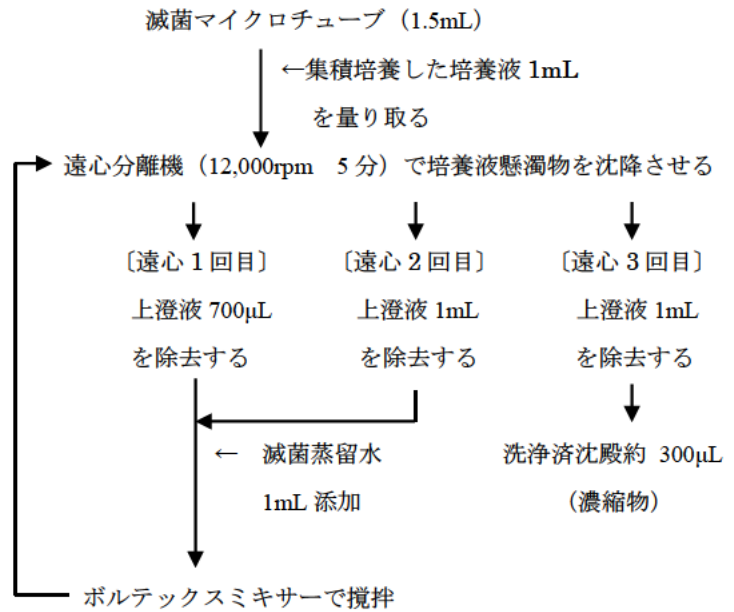 滅菌マイクロチューブ（1.5mL）
←集積培養した培養液 1mL
を量り取る
遠心分離機（12,000rpm　5 分）で培養液懸濁物を沈降させる
〔遠心 1 回目〕
上澄液 700μL
を除去する
〔遠心 2 回目〕
上澄液 1mL
を除去する
〔遠心 3 回目〕
上澄液 1mL
を除去する
←　滅菌蒸留水
1mL 添加
洗浄済沈殿約 300μL
（濃縮物）
ボルテックスミキサーで撹拌